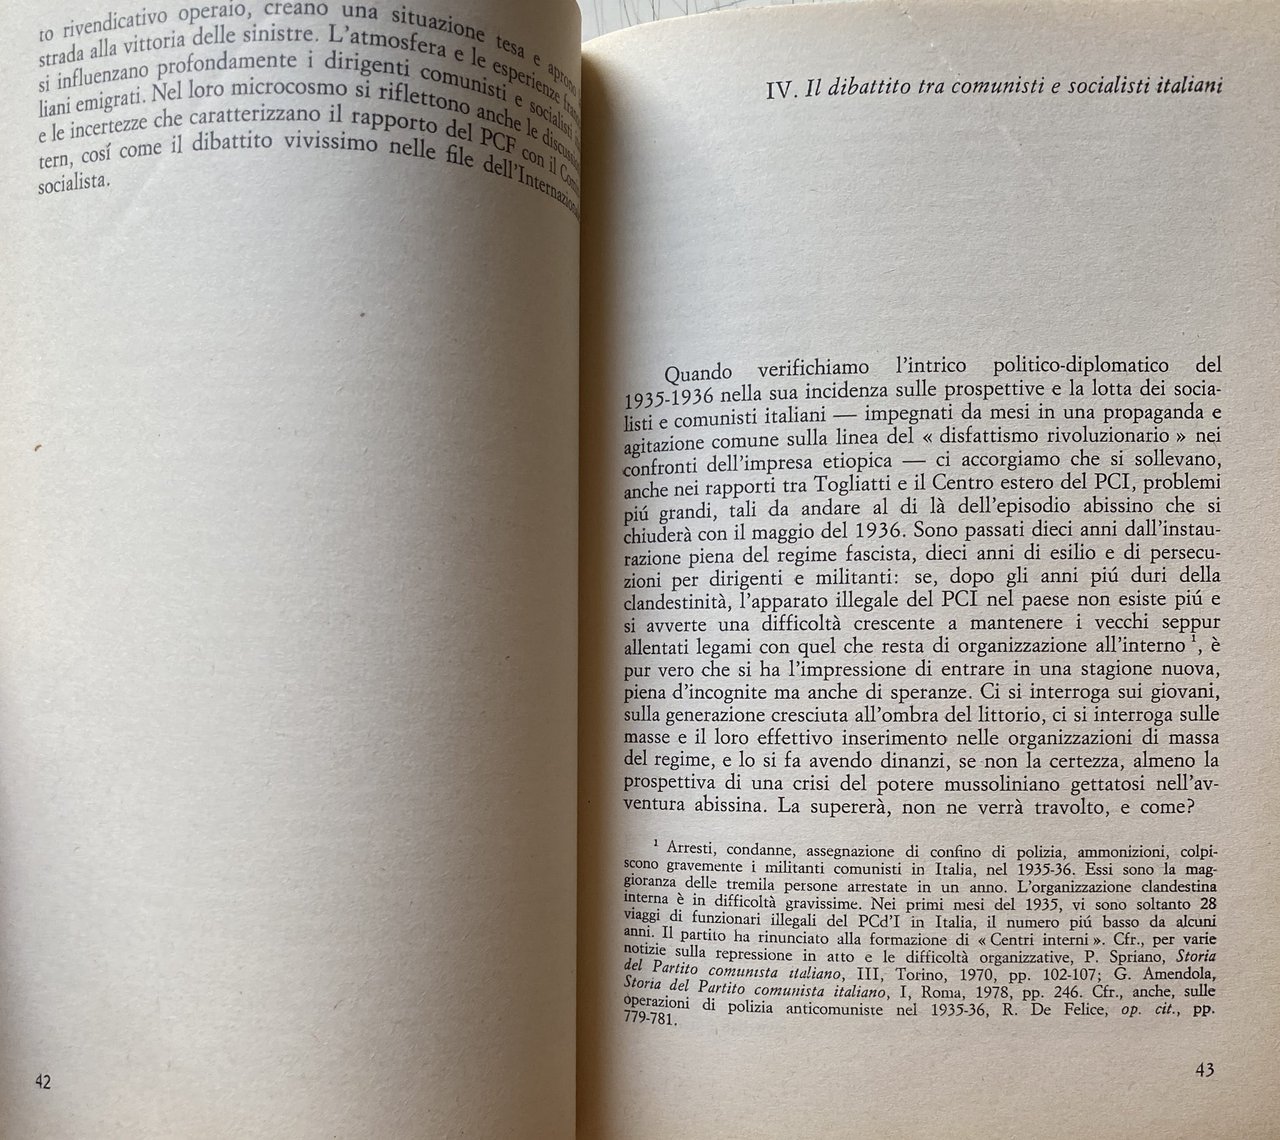 to rivendicativo operaio, creano una situazione tesa e aprono
strada alla vittoria delle sinistre. L'atmosfera e le esperienze
si influenzano profondamente i dirigenti comunisti e socialisti
liani emigrati. Nel loro microcosmo si riflettono anche le
e le incertezze che caratterizzano il rapporto del PCF con il
tern, cosí come il dibattito vivissimo nelle file dell'Internazional
socialista.
42
IV. Il dibattito tra comunisti e socialisti italiani
Quando verifichiamo l'intrico politico-diplomatico del
1935-1936 nella sua incidenza sulle prospettive e la lotta dei socia-
listi e comunisti italiani — impegnati da mesi in una propaganda e
agitazione comune sulla linea del « disfattismo rivoluzionario » nei
confronti dell'impresa etiopica — ci accorgiamo che si sollevano,
anche nei rapporti tra Togliatti e il Centro estero del PCI, problemi
piú grandi, tali da andare al di là dell'episodio abissino che si
chiuderà con il maggio del 1936. Sono passati dieci anni dall'instau-
razione piena del regime fascista, dieci anni di esilio e di persecu-
zioni per dirigenti e militanti: se, dopo gli anni piú duri della
clandestinità, l'apparato illegale del PCI nel paese non esiste piú e
si avverte una difficoltà crescente a mantenere i vecchi seppur
allentati legami con quel che resta di organizzazione all'interno ¹, è
pur vero che si ha l'impressione di entrare in una stagione nuova,
piena d'incognite ma anche di speranze. Ci si interroga sui giovani,
sulla generazione cresciuta all'ombra del littorio, ci si interroga sulle
masse e il loro effettivo inserimento nelle organizzazioni di massa
del regime, e lo si fa avendo dinanzi, se non la certezza, almeno la
prospettiva di una crisi del potere mussoliniano gettatosi nell'av-
ventura abissina. La supererà, non ne verrà travolto, e come?
¹ Arresti, condanne, assegnazione di confino di polizia, ammonizioni, colpi-
scono gravemente i militanti comunisti in Italia, nel 1935-36. Essi sono la mag-
gioranza delle tremila persone arrestate in un anno. L'organizzazione clandestina
interna è in difficoltà gravissime. Nei primi mesi del 1935, vi sono soltanto 28
viaggi di funzionari illegali del PCd'I in Italia, il numero piú basso da alcuni
anni. Il partito ha rinunciato alla formazione di « Centri interni ». Cfr., per varie
notizie sulla repressione in atto e le difficoltà organizzative, P. Spriano, Storia
del Partito comunista italiano, III, Torino, 1970, pp. 102-107; G. Amendola,
Storia del Partito comunista italiano, I, Roma, 1978, pp. 246. Cfr., anche, sulle
operazioni di polizia anticomuniste nel 1935-36, R. De Felice, op. cit., pp.
779-781.
43